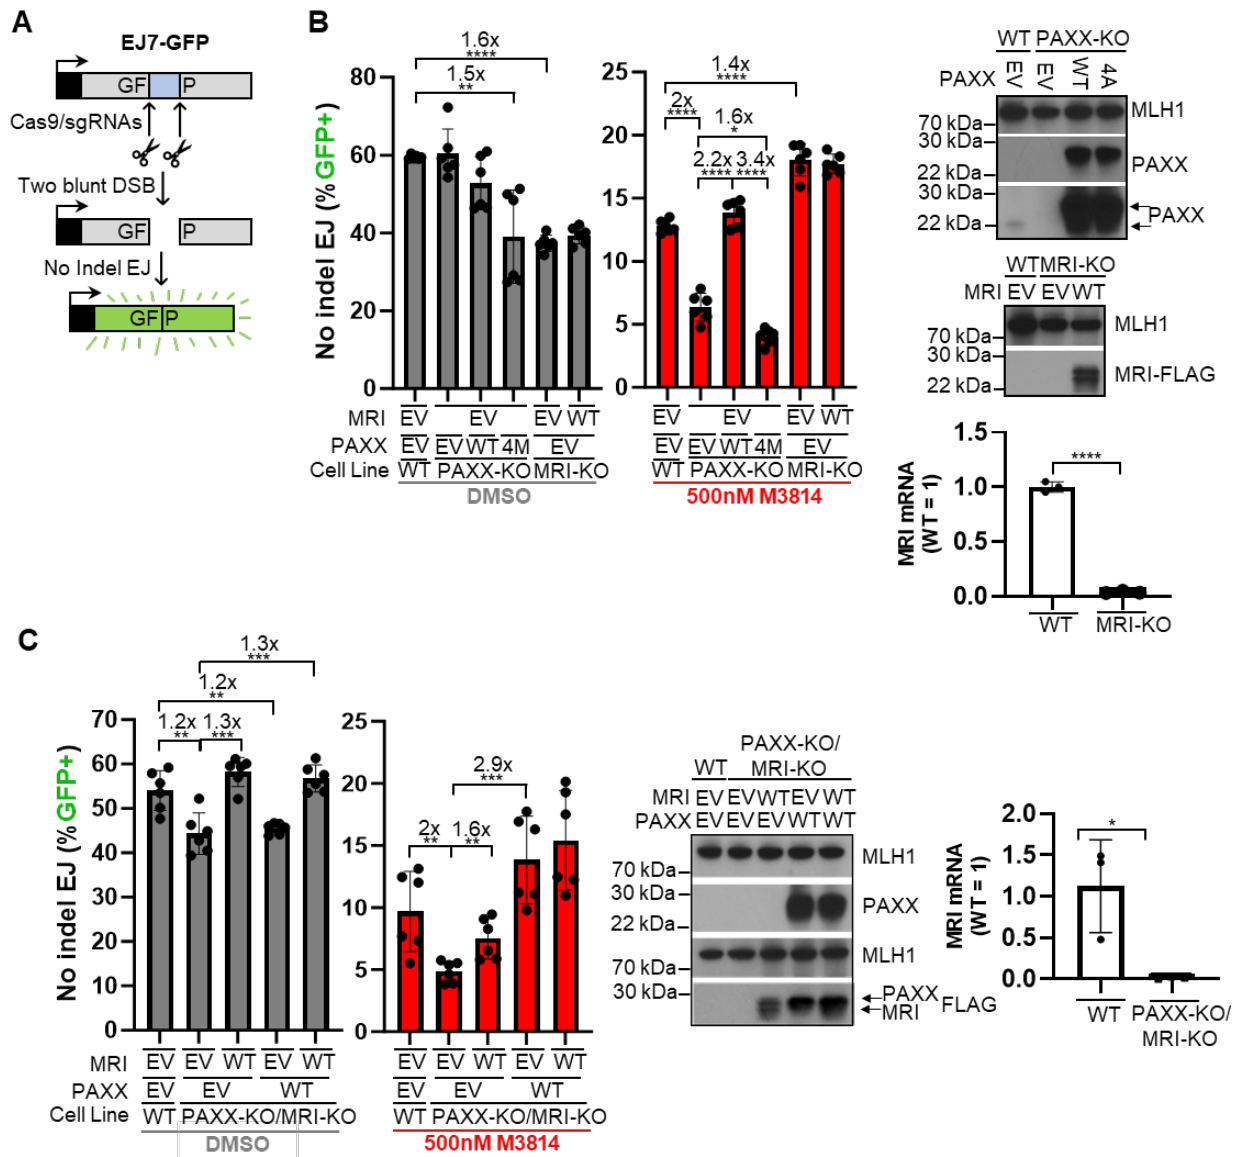 A
EJ7-GFP
GF P
Cas9/sgRNAs
Two blunt DSB
GF P
No Indel EJ
GF P
B
No indel EJ (% GFP+)
80
60
40
20
0
1.6x
****
1.5x
**
MRI EV EV EV WT
PAXX EV EV WT 4M EV
Cell Line WT PAXX-KO MRI-KO
DMSO
25
20
15
10
5
0
1.4x
****
2x
****
1.6x
*
2.2x 3.4x
**** ****
EV EV EV WT
EV EV WT 4M EV
WT PAXX-KO MRI-KO
500nM M3814
WT PAXX-KO
PAXX EV EV WT 4A
MLH1
70 kDa
30 kDa
PAXX
22 kDa
30 kDa
PAXX
22 kDa
WT MRI-KO
MRI EV EV WT
MLH1
70 kDa
30 kDa
MRI-FLAG
22 kDa
MRI mRNA
(WT = 1)
1.5
1.0
0.5
0.0
****
WT MRI-KO
C
No indel EJ (% GFP+)
70
60
50
40
30
20
10
0
1.3x
***
1.2x
**
1.2x 1.3x
** ***
MRI EV EV WT EV WT
PAXX EV EV WT
Cell Line WT PAXX-KO/MRI-KO
DMSO
25
20
15
10
5
0
2.9x
***
2x 1.6x
** **
EV EV WT EV WT
EV EV WT
WT PAXX-KO/MRI-KO
500nM M3814
PAXX-KO/
WT MRI-KO
MRI EV EV WT EV WT
PAXX EV EV EV WT WT
MLH1
70 kDa
30 kDa
PAXX
22 kDa
MLH1
70 kDa
30 kDa
PAXX
MRI
FLAG
MRI mRNA
(WT = 1)
2.0
1.5
1.0
0.5
0.0
*
WT PAXX-KO/
MRI-KO